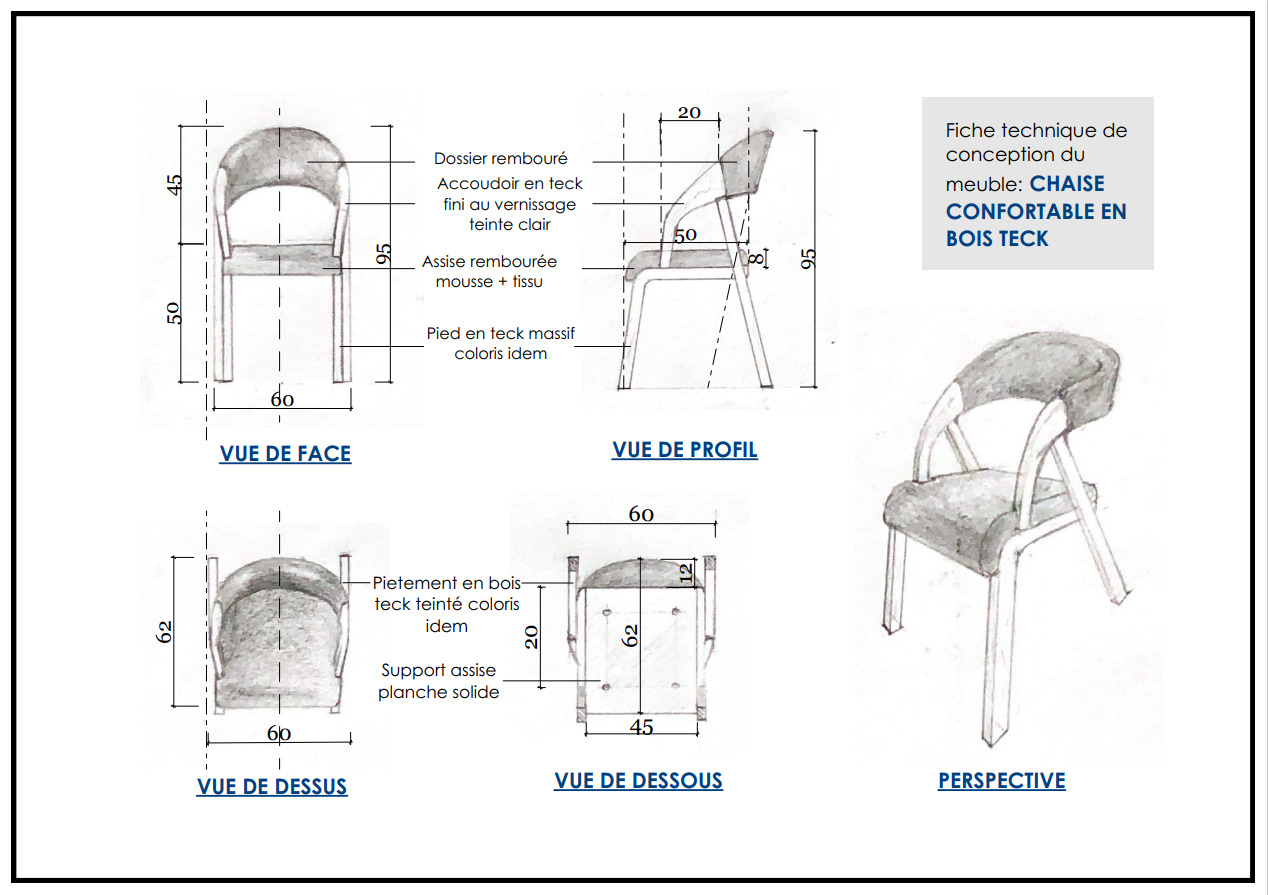 Fiche technique de
conception du
meuble: CHAISE
CONFORTABLE EN
BOIS TECK
45
50
95
60
Dossier rembouré
Accoudoir en teck
fini au vernissage
teinte clair
Assise rembourée
mousse + tissu
Pied en teck massif
coloris idem
20
50
8
95
VUE DE FACE
VUE DE PROFIL
62
60
Pietement en bois
teck teinté coloris
idem
Support assise
planche solide
60
12
20
62
45
VUE DE DESSUS
VUE DE DESSOUS
PERSPECTIVE